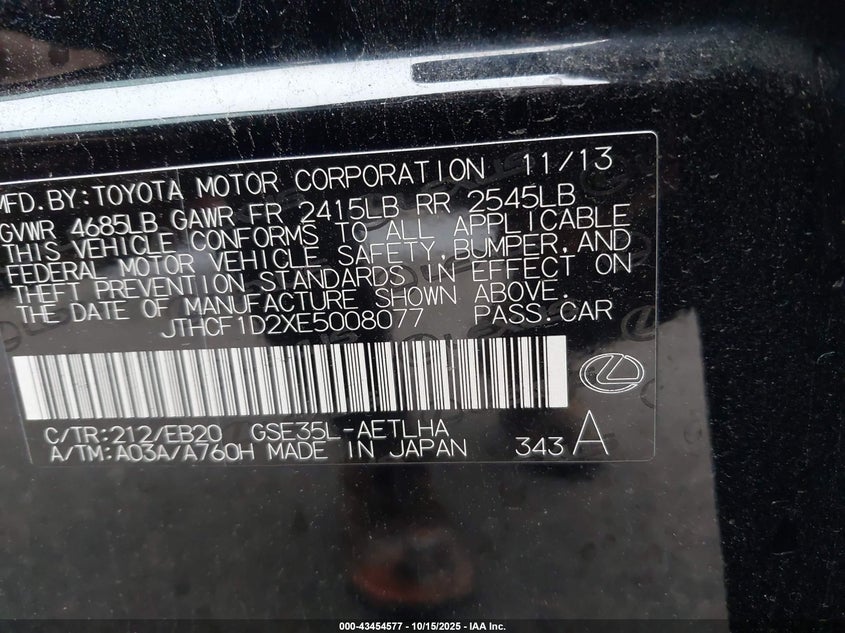 MFD.BY:TOYOTA MOTOR CORPORATION 11/13
GVWR 4685LB GAWR FR 2415LB RR 2545LB
THIS VEHICLE CONFORMS TO ALL APPLICABLE
FEDERAL MOTOR VEHICLE SAFETY,BUMPER,AND
THEFT PREVENTION STANDARDS IN EFFECT ON
THE DATE OF MANUFACTURE SHOWN ABOVE.
JTHCF1D2XE5008077 PASS.CAR
C/TR:212/EB20 GSE35L-AETLHA
A/TM:A03A/A760H MADE IN JAPAN 343 A
000-43454577 - 10/15/2025 - IAA Inc.